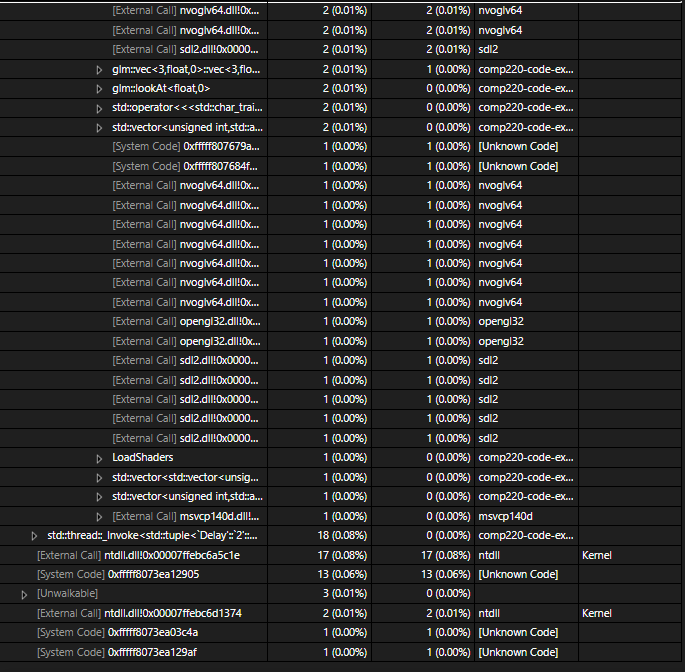 [External Call] nvoglv64.dll!0x... 2 (0.01%) 2 (0.01%) nvoglv64
[External Call] nvoglv64.dll!0x... 2 (0.01%) 2 (0.01%) nvoglv64
[External Call] sdl2.dll!0x0000... 2 (0.01%) 2 (0.01%) sdl2
glm::vec<3,float,0>::vec<3,flo... 2 (0.01%) 1 (0.00%) comp220-code-ex...
glm::lookAt<float,0> 2 (0.01%) 0 (0.00%) comp220-code-ex...
std::operator<<<std::char_trai... 2 (0.01%) 0 (0.00%) comp220-code-ex...
std::vector<unsigned int,std::a... 2 (0.01%) 0 (0.00%) comp220-code-ex...
[System Code] 0xfffff807679a... 1 (0.00%) 1 (0.00%) [Unknown Code]
[System Code] 0xfffff807684f... 1 (0.00%) 1 (0.00%) [Unknown Code]
[External Call] nvoglv64.dll!0x... 1 (0.00%) 1 (0.00%) nvoglv64
[External Call] nvoglv64.dll!0x... 1 (0.00%) 1 (0.00%) nvoglv64
[External Call] nvoglv64.dll!0x... 1 (0.00%) 1 (0.00%) nvoglv64
[External Call] nvoglv64.dll!0x... 1 (0.00%) 1 (0.00%) nvoglv64
[External Call] nvoglv64.dll!0x... 1 (0.00%) 1 (0.00%) nvoglv64
[External Call] nvoglv64.dll!0x... 1 (0.00%) 1 (0.00%) nvoglv64
[External Call] nvoglv64.dll!0x... 1 (0.00%) 1 (0.00%) nvoglv64
[External Call] opengl32.dll!0x... 1 (0.00%) 1 (0.00%) opengl32
[External Call] opengl32.dll!0x... 1 (0.00%) 1 (0.00%) opengl32
[External Call] sdl2.dll!0x0000... 1 (0.00%) 1 (0.00%) sdl2
[External Call] sdl2.dll!0x0000... 1 (0.00%) 1 (0.00%) sdl2
[External Call] sdl2.dll!0x0000... 1 (0.00%) 1 (0.00%) sdl2
[External Call] sdl2.dll!0x0000... 1 (0.00%) 1 (0.00%) sdl2
[External Call] sdl2.dll!0x0000... 1 (0.00%) 1 (0.00%) sdl2
LoadShaders 1 (0.00%) 0 (0.00%) comp220-code-ex...
std::vector<std::vector<unsig... 1 (0.00%) 0 (0.00%) comp220-code-ex...
std::vector<unsigned int,std::a... 1 (0.00%) 0 (0.00%) comp220-code-ex...
[External Call] msvcp140d.dll!... 1 (0.00%) 0 (0.00%) msvcp140d
std::thread::_Invoke<std::tuple<`Delay'::`2'::... 18 (0.08%) 0 (0.00%) comp220-code-ex...
[External Call] ntdll.dll!0x00007ffebc6a5c1e 17 (0.08%) 17 (0.08%) ntdll Kernel
[System Code] 0xfffff8073ea12905 13 (0.06%) 13 (0.06%) [Unknown Code]
[Unwalkable] 3 (0.01%) 0 (0.00%)
[External Call] ntdll.dll!0x00007ffebc6d1374 2 (0.01%) 2 (0.01%) ntdll Kernel
[System Code] 0xfffff8073ea03c4a 1 (0.00%) 1 (0.00%) [Unknown Code]
[System Code] 0xfffff8073ea129af 1 (0.00%) 1 (0.00%) [Unknown Code]